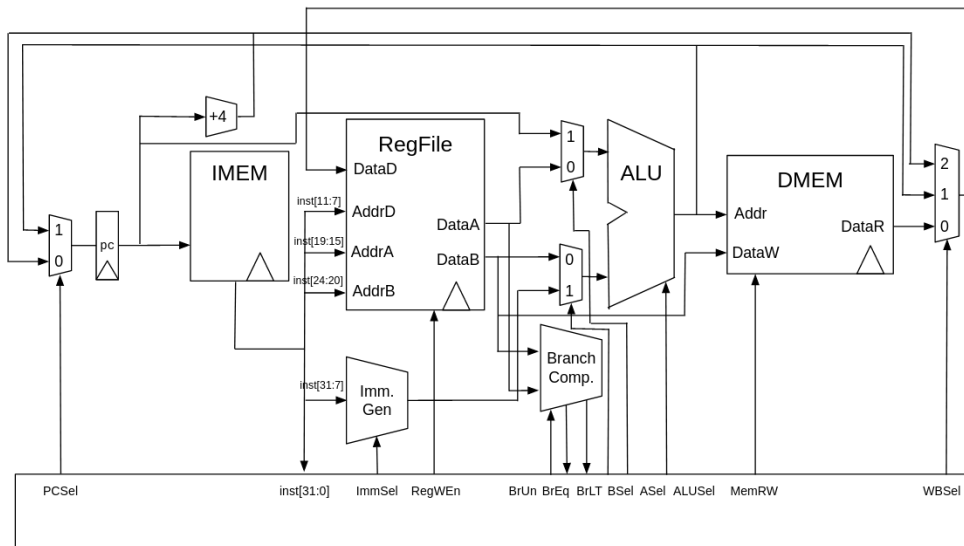 +4
IMEM
RegFile
DataD
inst[11:7]
AddrD
inst[19:15]
AddrA
inst[24:20]
AddrB
DataA
DataB
1
0
pc
1
0
0
1
ALU
DMEM
Addr
DataR
DataW
2
1
0
inst[31:7]
Imm.
Gen
Branch
Comp.
PCSel
inst[31:0]
ImmSel
RegWEn
BrUn
BrEq
BrLT
BSel
ASel
ALUSel
MemRW
WBSel